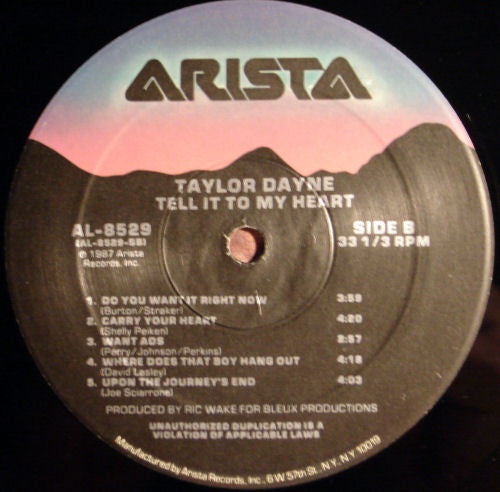 ARISTA
TAYLOR DAYNE
TELL IT TO MY HEART
AL-8529
(AL-8529-SB)
℗ 1987 Arista
Records, Inc.
SIDE B
33 1/3 RPM
1. DO YOU WANT IT RIGHT NOW 3:59
(Burton/Straker)
2. CARRY YOUR HEART 4:20
(Shelly Peiken)
3. WANT ADS 2:57
(Perry/Johnson/Perkins)
4. WHERE DOES THAT BOY HANG OUT 4:18
(David Lasley)
5. UPON THE JOURNEY'S END 4:03
(Joe Sciarrone)
PRODUCED BY RIC WAKE FOR BLEUX PRODUCTIONS
UNAUTHORIZED DUPLICATION IS A
VIOLATION OF APPLICABLE LAWS
Manufactured by Arista Records, Inc., 6 W 57th St., N.Y., N.Y. 10019